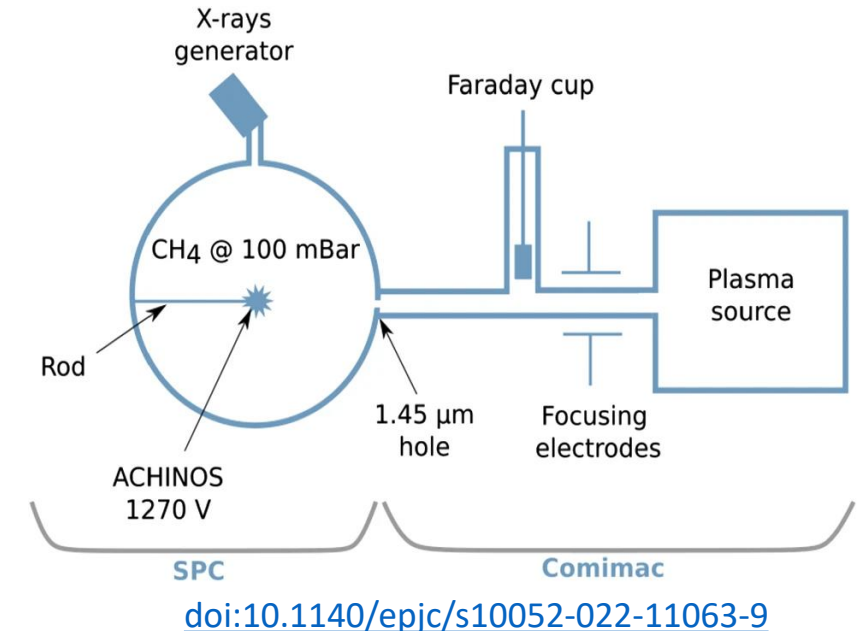 X-rays
generator
Faraday cup
CH4 @ 100 mBar
Plasma
source
Rod
1.45 µm
hole
Focusing
electrodes
ACHINOS
1270 V
SPC
Comimac
doi:10.1140/epjc/s10052-022-11063-9